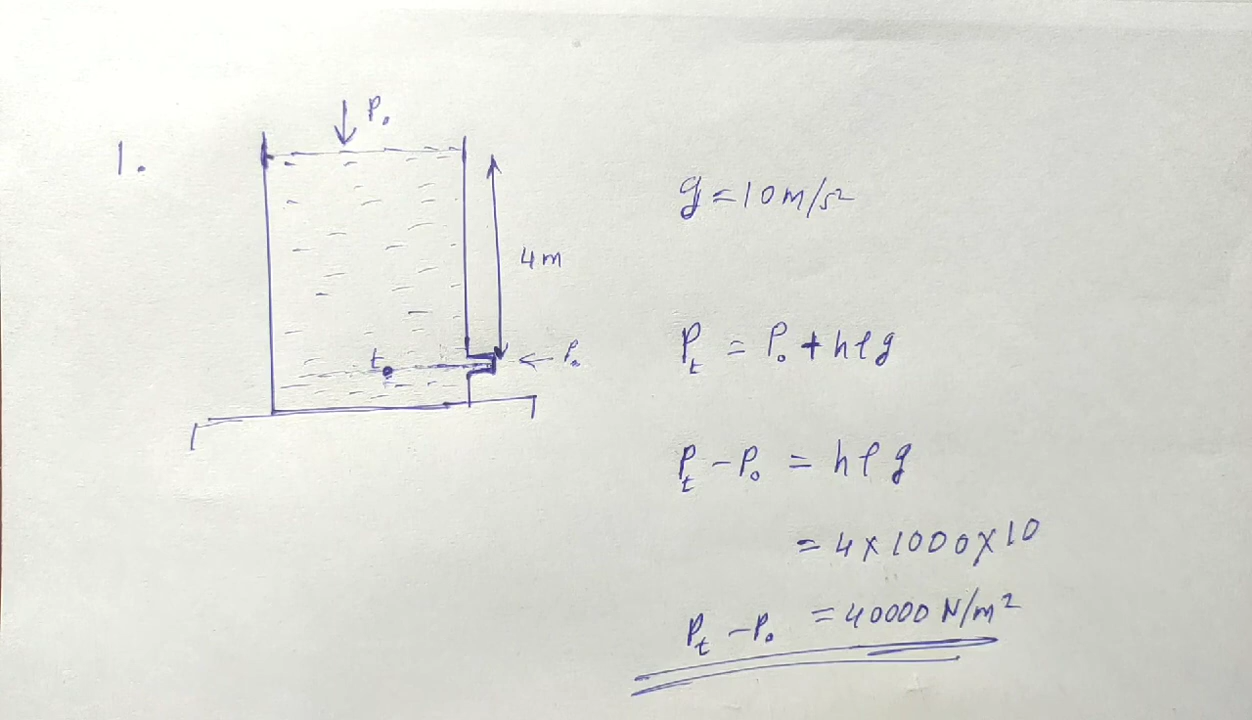 1.
↓ P₀
4m
t
← P₀
g = 10 m/s²
Pₜ = P₀ + hρg
Pₜ - P₀ = hρg
= 4 × 1000 × 10
Pₜ - P₀ = 40000 N/m²